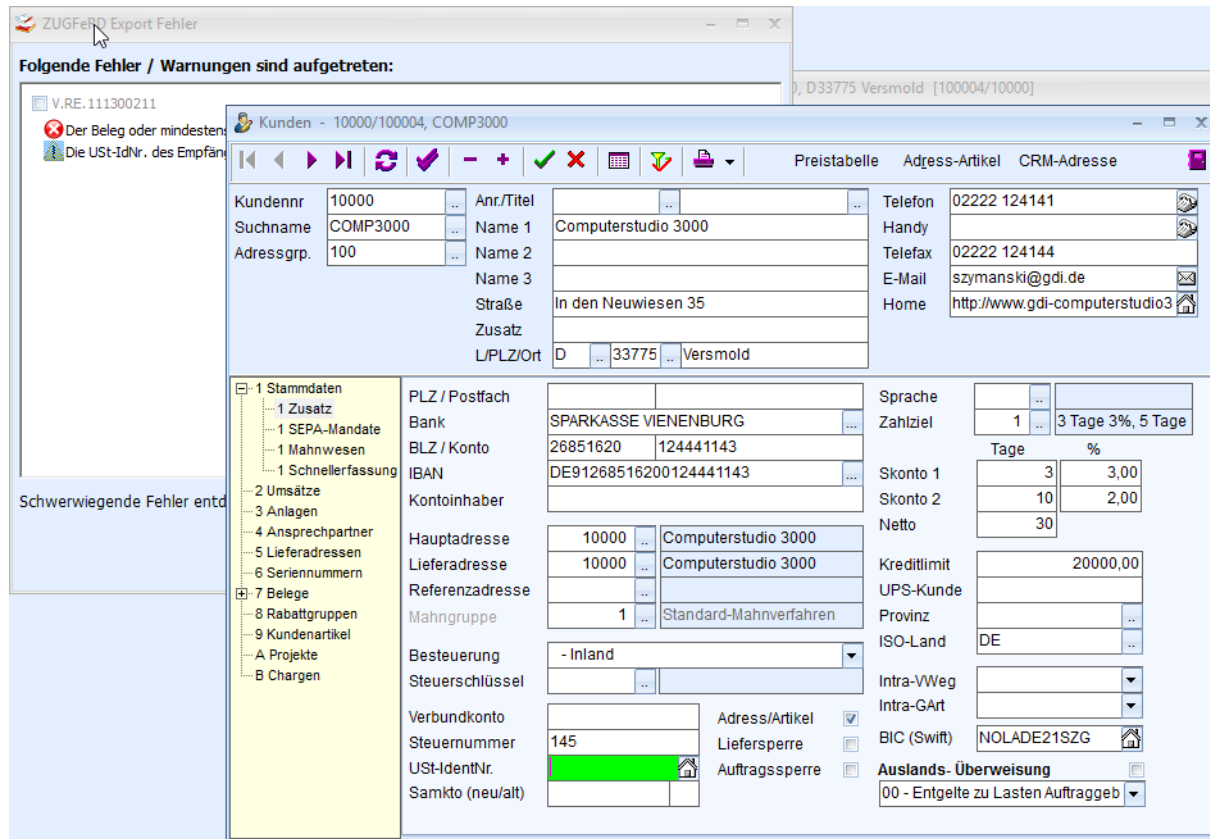 ZUGFeRD Export Fehler
Folgende Fehler / Warnungen sind aufgetreten:
V.RE.111300211
Der Beleg oder
Die USt-IdNr. des
Schwerwiegende Fehler
D33775 Versmold [100004/10000]
Kunden - 10000/100004, COMP3000
Preistabelle Adress-Artikel CRM-Adresse
Kundennr 10000 .. Anr./Titel .. .. Telefon 02222 124141
Suchname COMP3000 .. Name 1 Computerstudio 3000 Handy
Adressgrp. 100 .. Name 2 Telefax 02222 124144
Name 3 E-Mail szymanski@gdi.de
Straße In den Neuwiesen 35 Home http://www.gdi-computerstudio3
Zusatz
L/PLZ/Ort D .. 33775 .. Versmold
1 Stammdaten
1 Zusatz
1 SEPA-Mandate
1 Mahnwesen
1 Schnellerfassung
2 Umsätze
3 Anlagen
4 Ansprechpartner
5 Lieferadressen
6 Seriennummern
7 Belege
8 Rabattgruppen
9 Kundenartikel
A Projekte
B Chargen
PLZ / Postfach
Bank SPARKASSE VIENENBURG ...
BLZ / Konto 26851620 124441143
IBAN DE91268516200124441143 ...
Kontoinhaber
Hauptadresse 10000 .. Computerstudio 3000
Lieferadresse 10000 .. Computerstudio 3000
Referenzadresse ..
Mahngruppe 1 .. Standard-Mahnverfahren
Besteuerung - Inland
Steuerschlüssel ..
Verbundkonto Adress/Artikel
Steuernummer 145 Liefersperre
USt-IdentNr. Auftragssperre
Samkto (neu/alt)
Sprache ..
Zahlziel 1 .. 3 Tage 3%, 5 Tage
Tage %
Skonto 1 3 3,00
Skonto 2 10 2,00
Netto 30
Kreditlimit 20000,00
UPS-Kunde
Provinz ..
ISO-Land DE ..
Intra-VWeg
Intra-GArt
BIC (Swift) NOLADE21SZG
Auslands- Überweisung
00 - Entgelte zu Lasten Auftraggeb